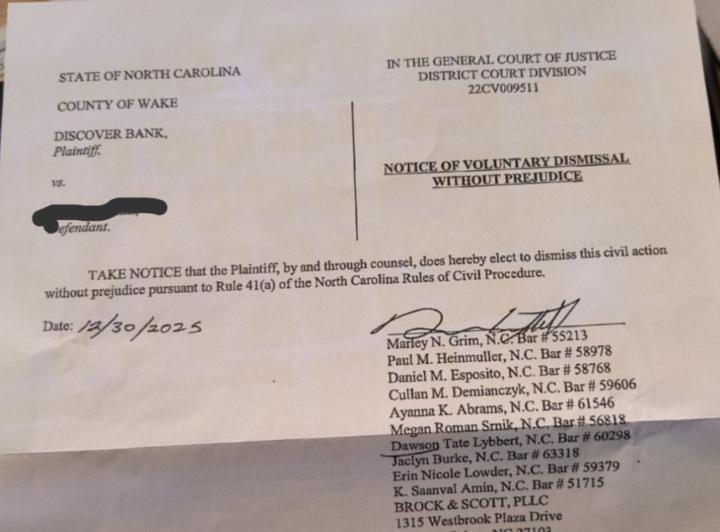 STATE OF NORTH CAROLINA
COUNTY OF WAKE
DISCOVER BANK,
Plaintiff,
vs.
efendant.
IN THE GENERAL COURT OF JUSTICE
DISTRICT COURT DIVISION
22CV009511
NOTICE OF VOLUNTARY DISMISSAL
WITHOUT PREJUDICE
TAKE NOTICE that the Plaintiff, by and through counsel, does hereby elect to dismiss this civil action
without prejudice pursuant to Rule 41(a) of the North Carolina Rules of Civil Procedure.
Date: 12/30/2025
Marley N. Grim, N.C. Bar # 55213
Paul M. Heinmuller, N.C. Bar # 58978
Daniel M. Esposito, N.C. Bar # 58768
Cullan M. Demianczyk, N.C. Bar # 59606
Ayanna K. Abrams, N.C. Bar # 61546
Megan Roman Srnik, N.C. Bar # 56818
Dawson Tate Lybbert, N.C. Bar # 60298
Jaclyn Burke, N.C. Bar # 63318
Erin Nicole Lowder, N.C. Bar # 59379
K. Saanval Amin, N.C. Bar # 51715
BROCK & SCOTT, PLLC
1315 Westbrook Plaza Drive